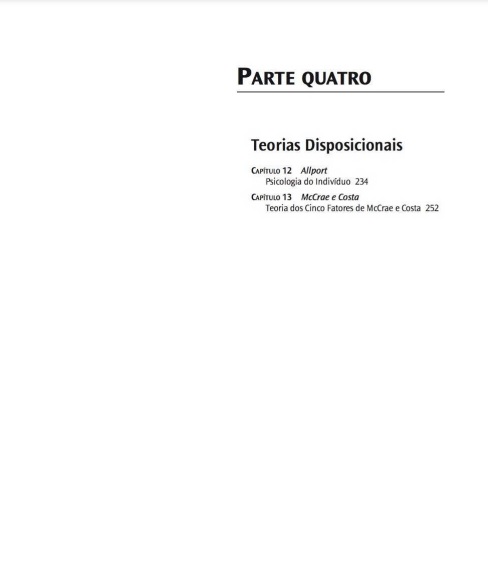 PARTE QUATRO
Teorias Disposicionais
CAPÍTULO 12 Allport
Psicologia do Indivíduo 234
CAPÍTULO 13 McCrae e Costa
Teoria dos Cinco Fatores de McCrae e Costa 252